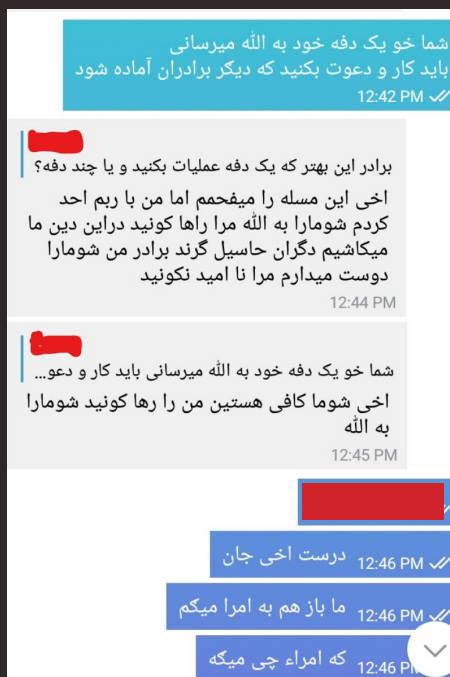 شما خو یک دفه خود به الله میرسانی
باید کار و دعوت بکنید که دیگر برادران آماده شود
12:42 PM
برادر این بهتر که یک دفه عملیات بکنید و یا چند دفه؟
اخی این مسله را میفحمم اما من با ربم احد
کردم شومارا به الله مرا راها کونید دراین دین ما
میکاشیم دگران حاسیل گرند برادر من شومارا
دوست میدارم مرا نا امید نکونید
12:44 PM
شما خو یک دفه خود به الله میرسانی باید کار و دعو...
اخی شوما کافی هستین من را رها کونید شومارا
به الله
12:45 PM
درست اخی جان
12:46 PM
ما باز هم به امرا میگم
12:46 PM
که امراء چی میگه
12:46